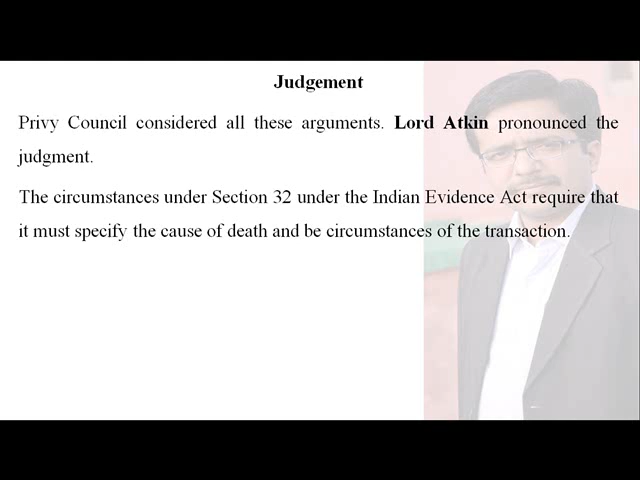 Judgement
Privy Council considered all these arguments. Lord Atkin pronounced the
judgment.
The circumstances under Section 32 under the Indian Evidence Act require that
it must specify the cause of death and be circumstances of the transaction.